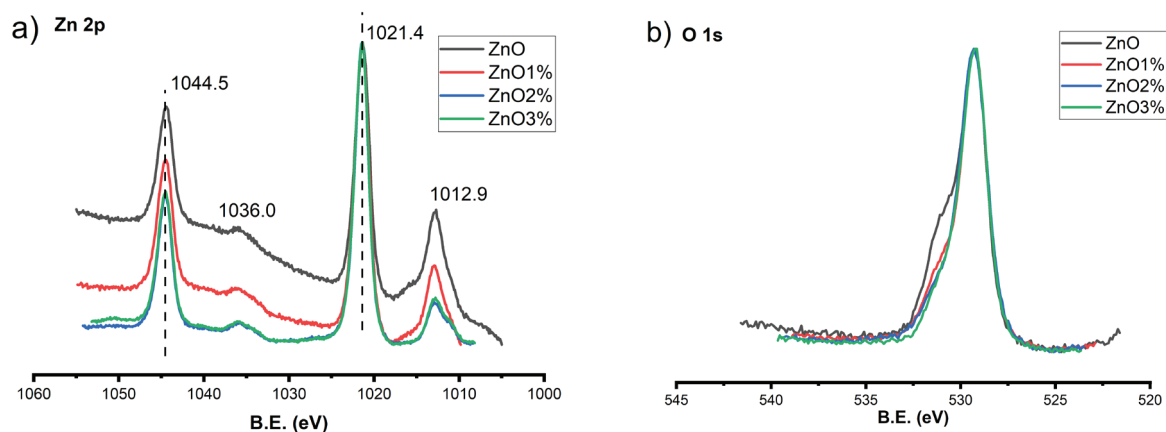 a) Zn 2p
1044.5
1036.0
1021.4
1012.9
ZnO
ZnO1%
ZnO2%
ZnO3%
1060 1050 1040 1030 1020 1010 1000
B.E. (eV)
b) O 1s
ZnO
ZnO1%
ZnO2%
ZnO3%
545 540 535 530 525 520
B.E. (eV)